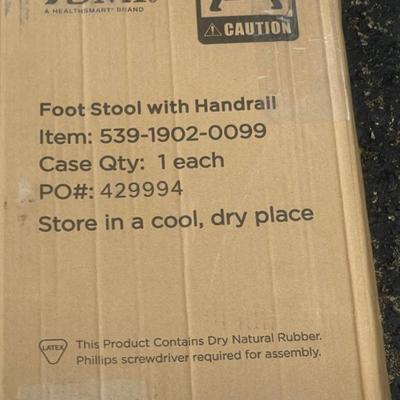 A HEALTHSMART® BRAND
CAUTION
Foot Stool with Handrail
Item: 539-1902-0099
Case Qty: 1 each
PO#: 429994
Store in a cool, dry place
LATEX
This Product Contains Dry Natural Rubber.
Phillips screwdriver required for assembly.